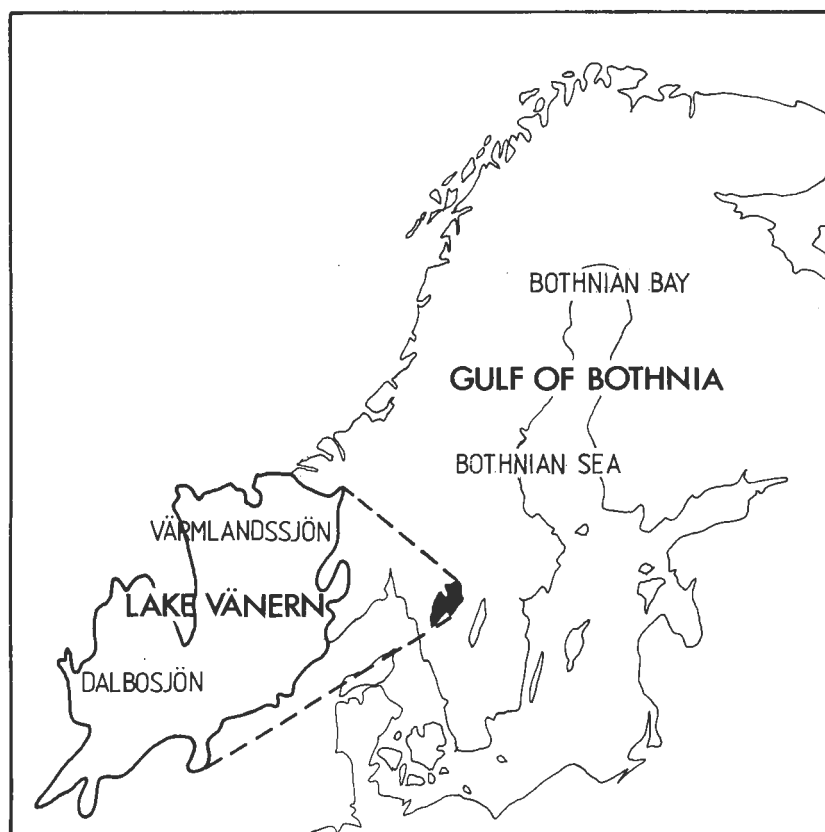 BOTHNIAN BAY
GULF OF BOTHNIA
BOTHNIAN SEA
VÄRMLANDSSJÖN
LAKE VÄNERN
DALBOSJÖN